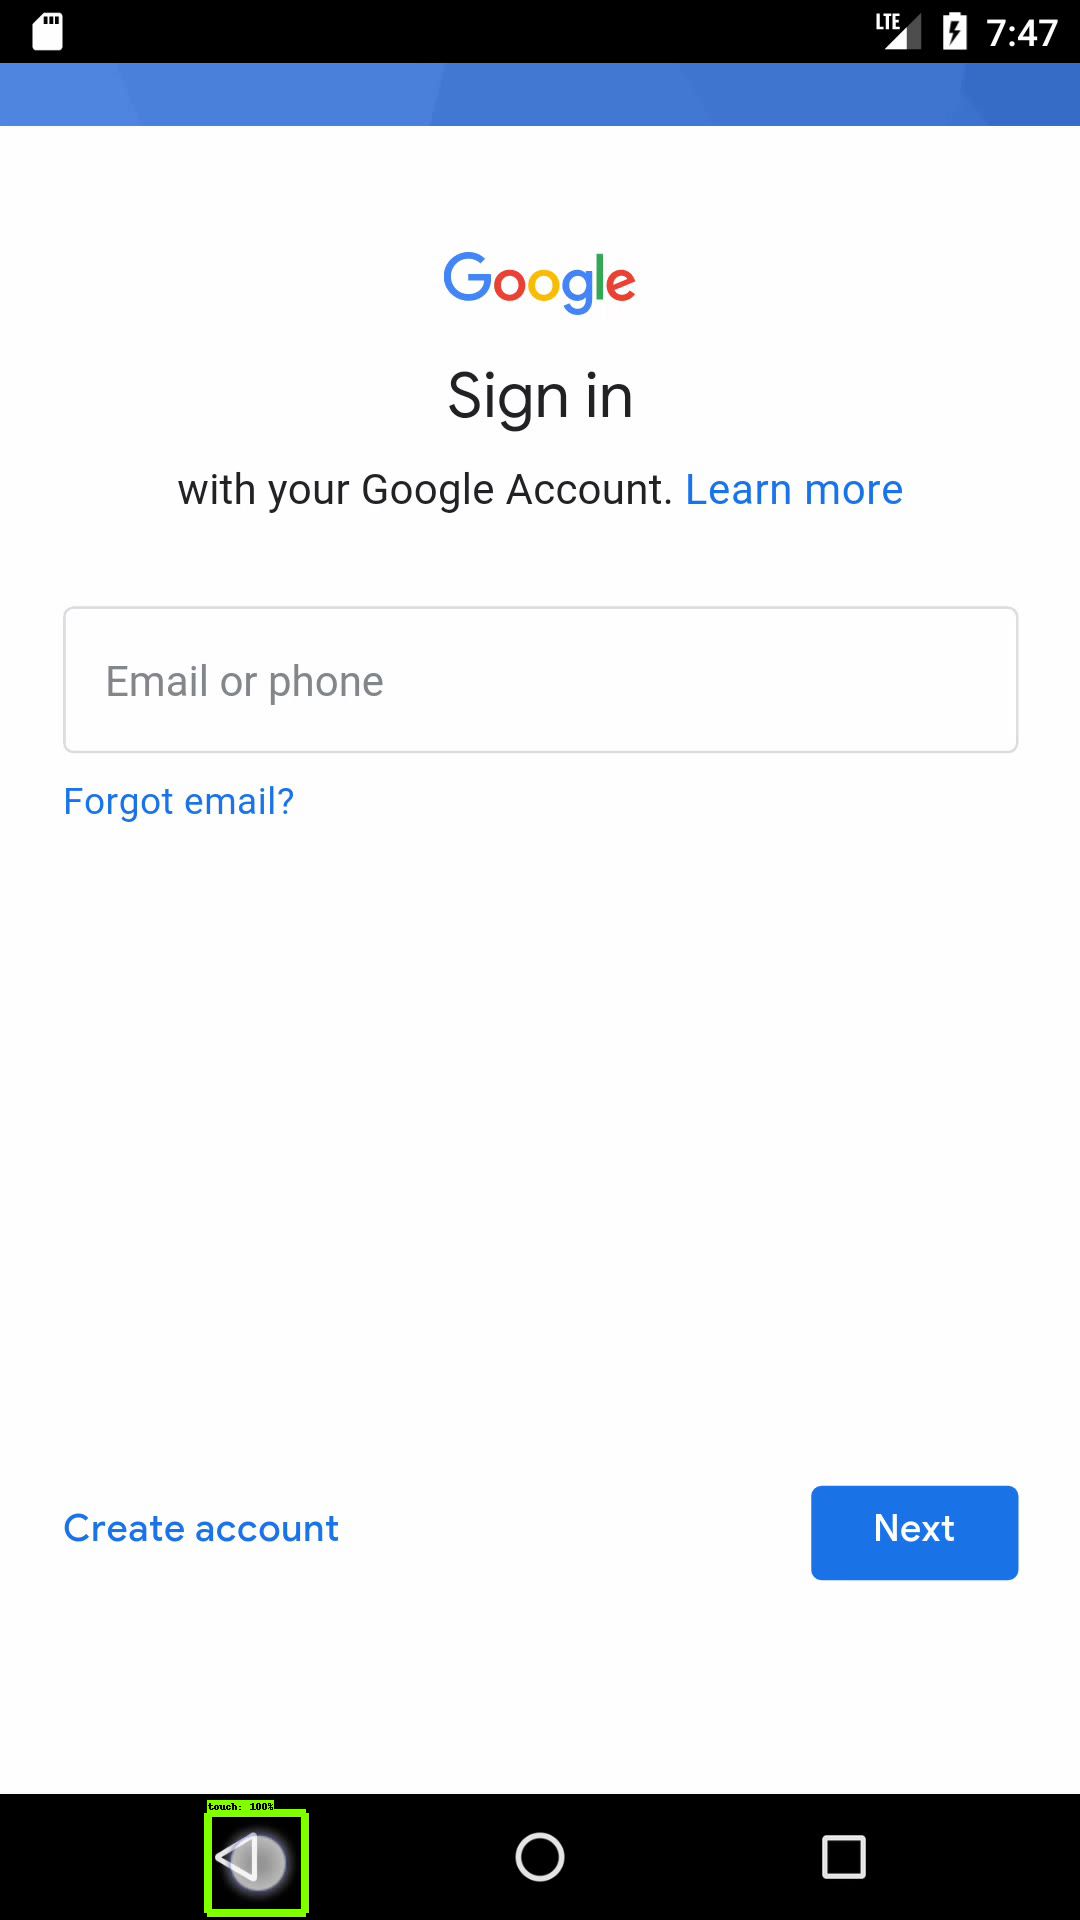 LTE 7:47
Google
Sign in
with your Google Account. Learn more
Email or phone
Forgot email?
Create account
Next
touch: 100%